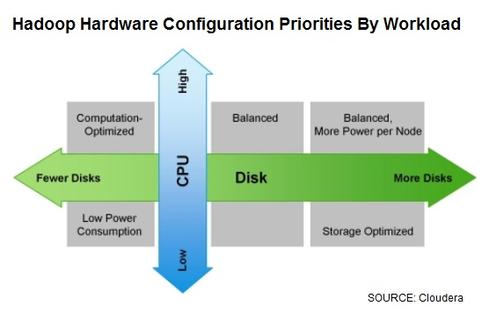 Hadoop Hardware Configuration Priorities By Workload
High
Computation-
Optimized
Balanced
Balanced,
More Power per Node
Fewer Disks
CPU
Disk
More Disks
Low Power
Consumption
Storage Optimized
Low
SOURCE: Cloudera